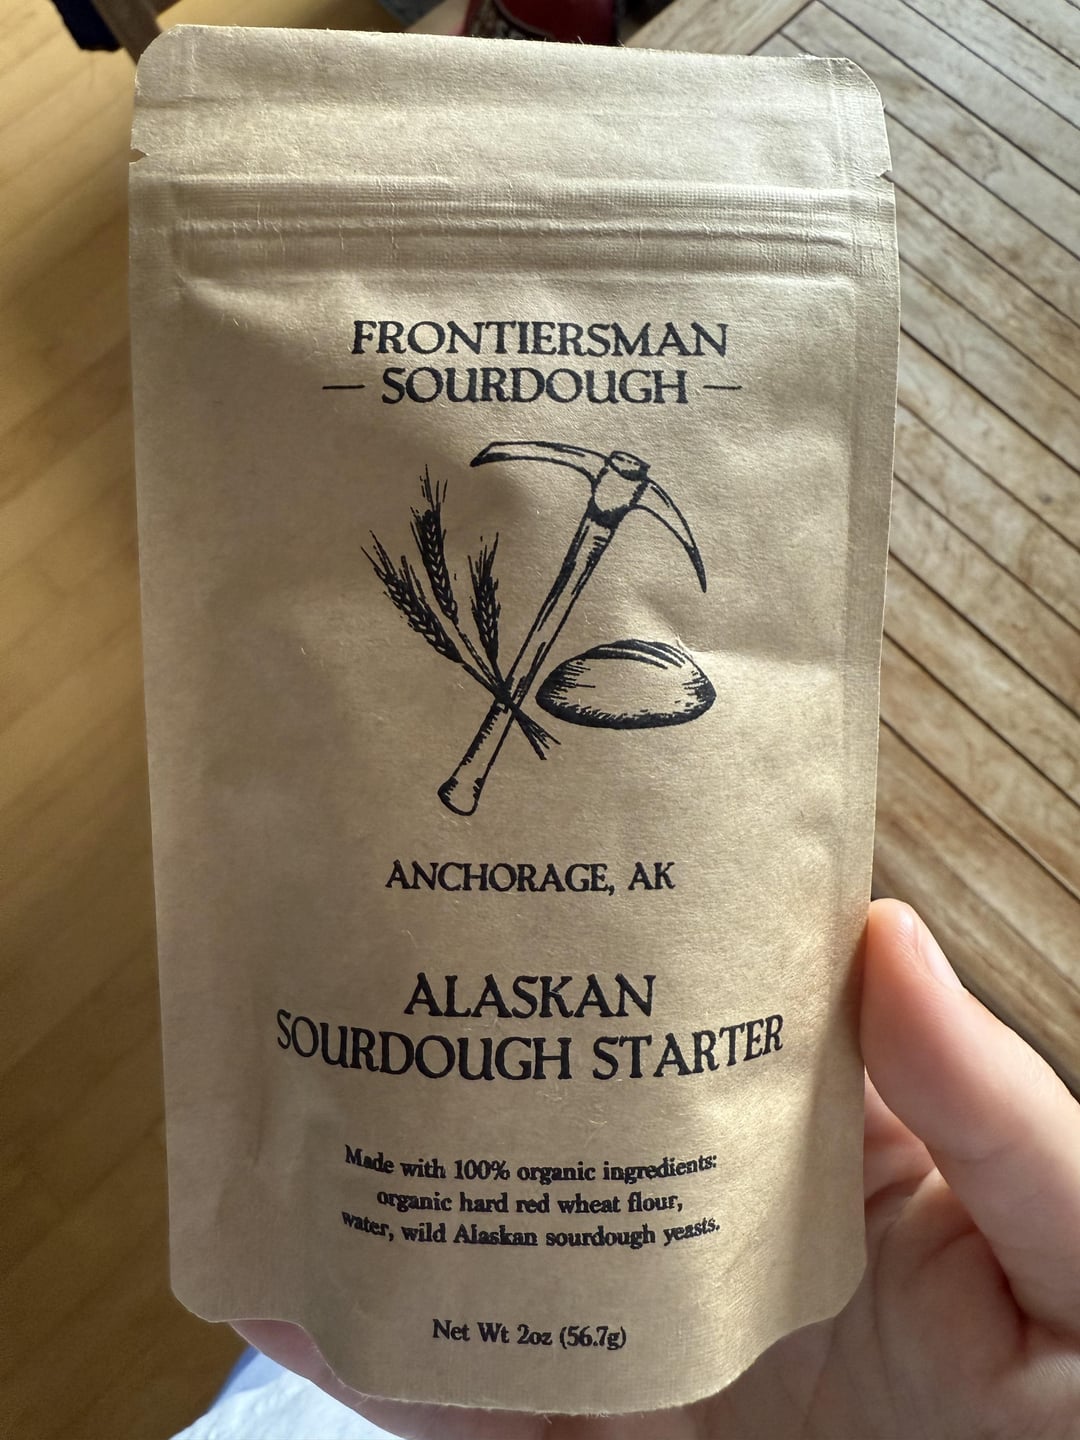 FRONTIERSMAN
— SOURDOUGH —
ANCHORAGE, AK
ALASKAN
SOURDOUGH STARTER
Made with 100% organic ingredients:
organic hard red wheat flour,
water, wild Alaskan sourdough yeasts.
Net Wt 2oz (56.7g)